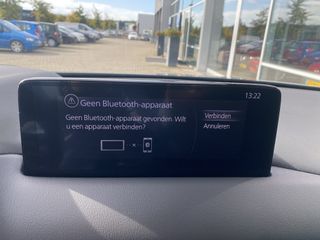 Geen Bluetooth-apparaat
13:22
Geen Bluetooth-apparaat gevonden. Wilt
u een apparaat verbinden?
Verbinden
Annuleren